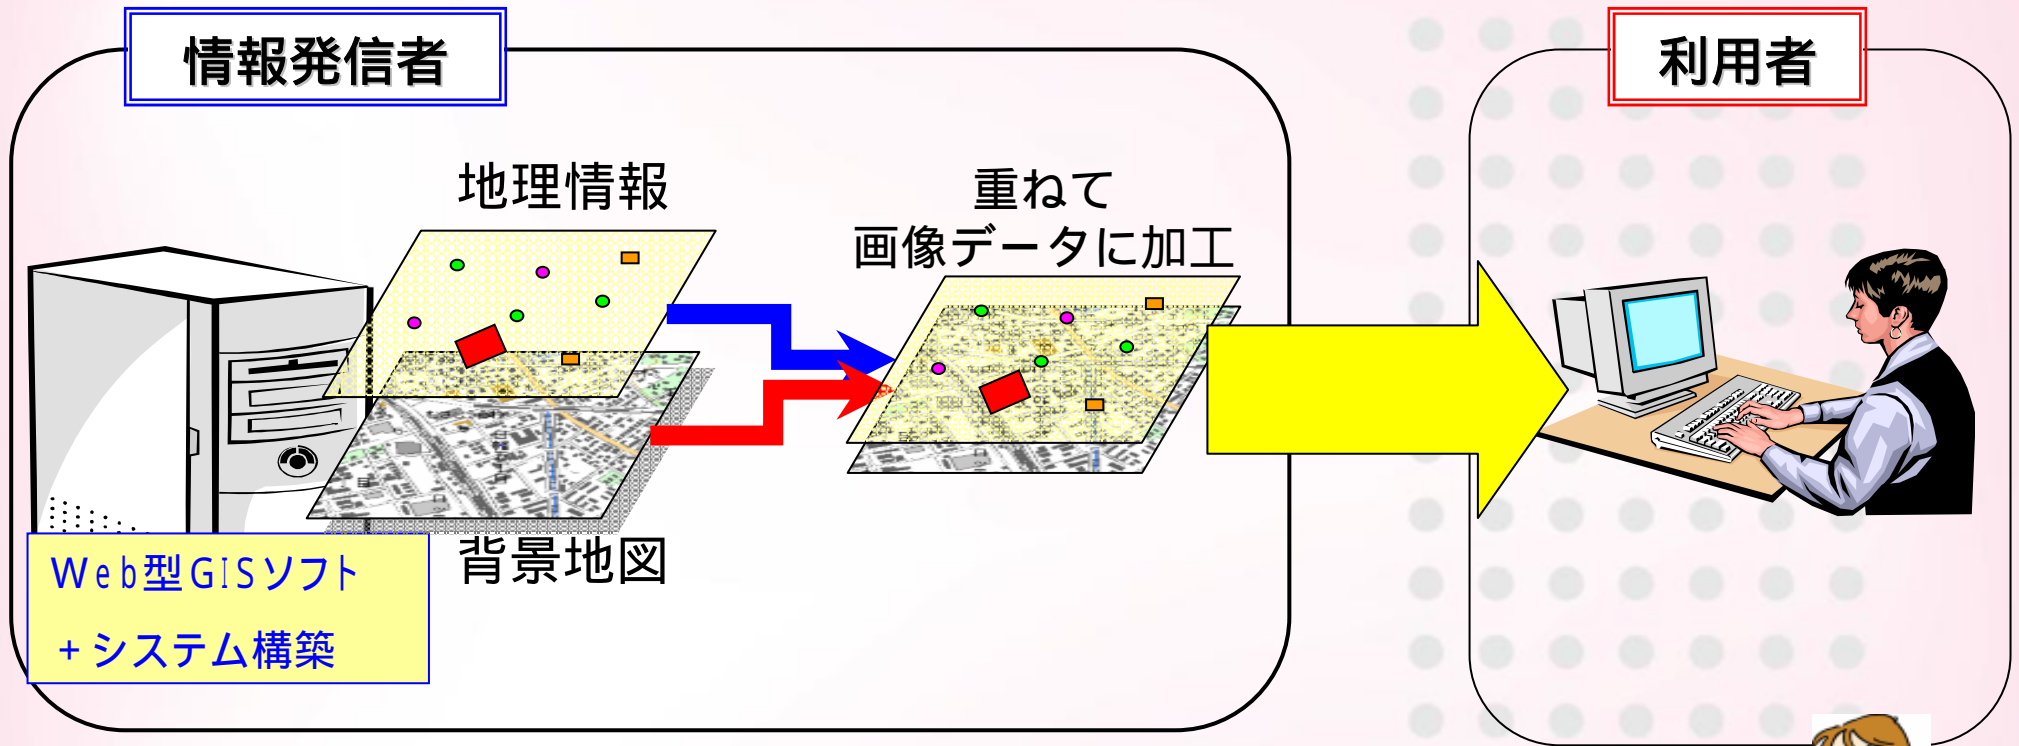 情報発信者
利用者
地理情報
重ねて
画像データに加工
背景地図
Web型GISソフト
+システム構築